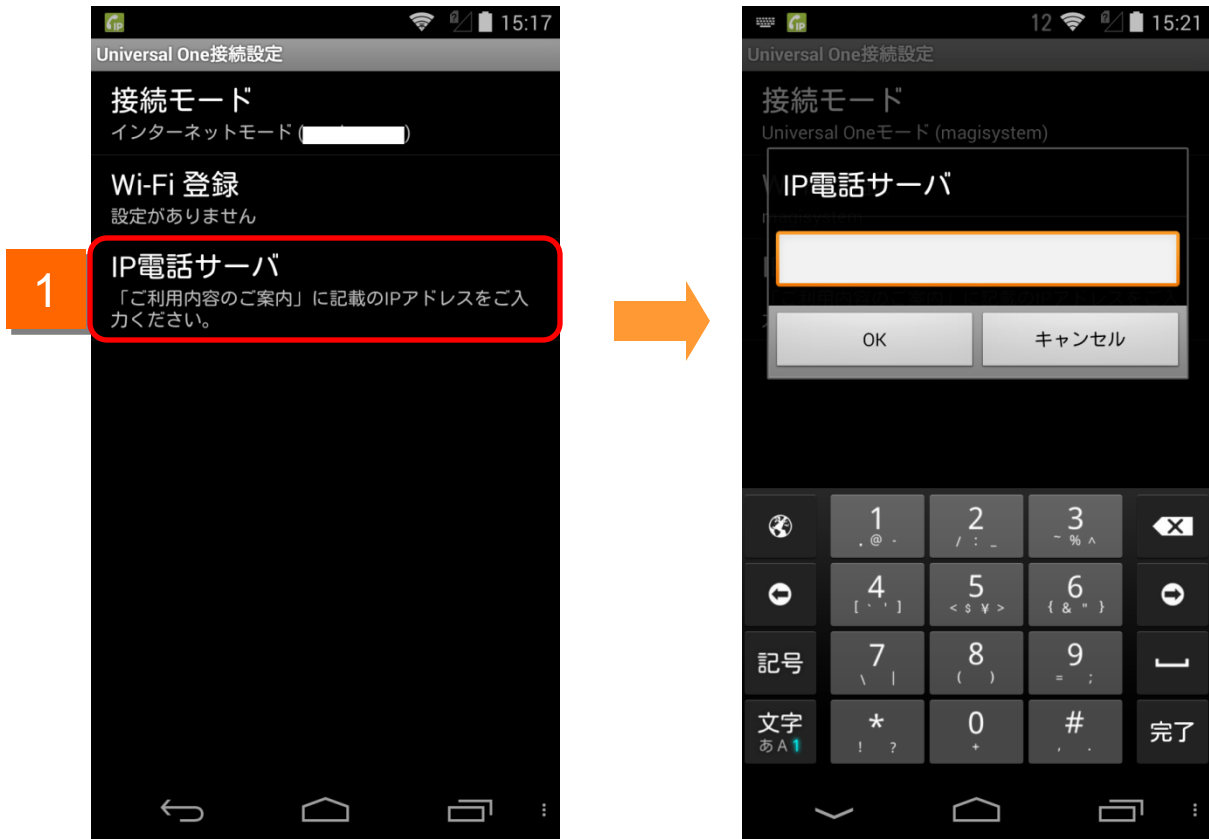 15:17
Universal One接続設定
接続モード
インターネットモード ( )
Wi-Fi 登録
設定がありません
1
IP電話サーバ
「ご利用内容のご案内」に記載のIPアドレスをご入
力ください。
12 15:21
Universal One接続設定
接続モード
Universal Oneモード (magisystem)
IP電話サーバ
magisystem
OK キャンセル
1 2 3
. @ - / : _ ~ % ^
4 5 6
[ ` ' ] < $ ¥ > { & " }
記号 7 8 9
\ | ( ) = ;
文字 * 0 # 完了
あA1 ! ? + , .